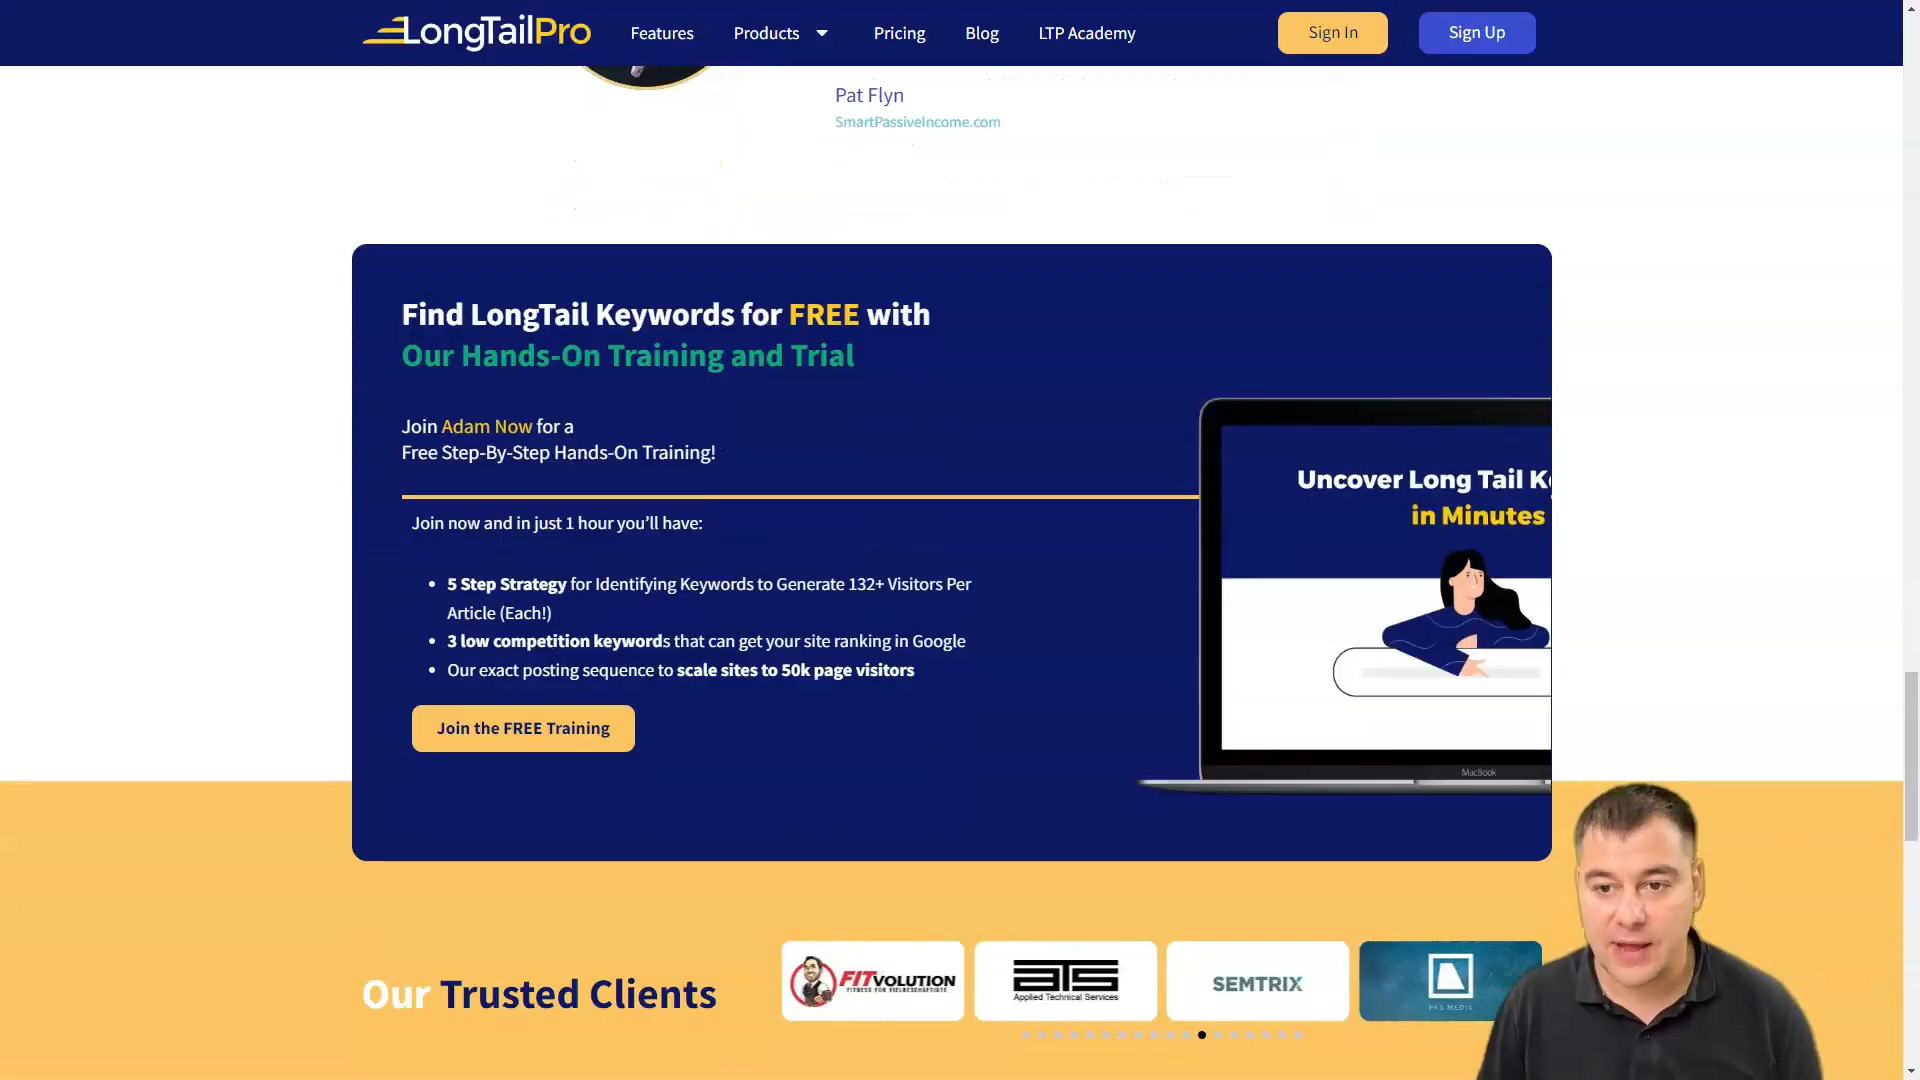 LongTailPro
Features
Products
Pricing
Blog
LTP Academy
Sign In
Sign Up
Pat Flyn
SmartPassiveIncome.com
Find LongTail Keywords for FREE with
Our Hands-On Training and Trial
Join Adam Now for a
Free Step-By-Step Hands-On Training!
Join now and in just 1 hour you’ll have:
5 Step Strategy for Identifying Keywords to Generate 132+ Visitors Per
Article (Each!)
3 low competition keywords that can get your site ranking in Google
Our exact posting sequence to scale sites to 50k page visitors
Join the FREE Training
Uncover Long Tail K
in Minutes
MacBook
Our Trusted Clients
FITVOLUTION
FITNESS FÜR VIELBESCHÄFTIGTE
ATS
Applied Technical Services
SEMTRIX
PAS MEDIA